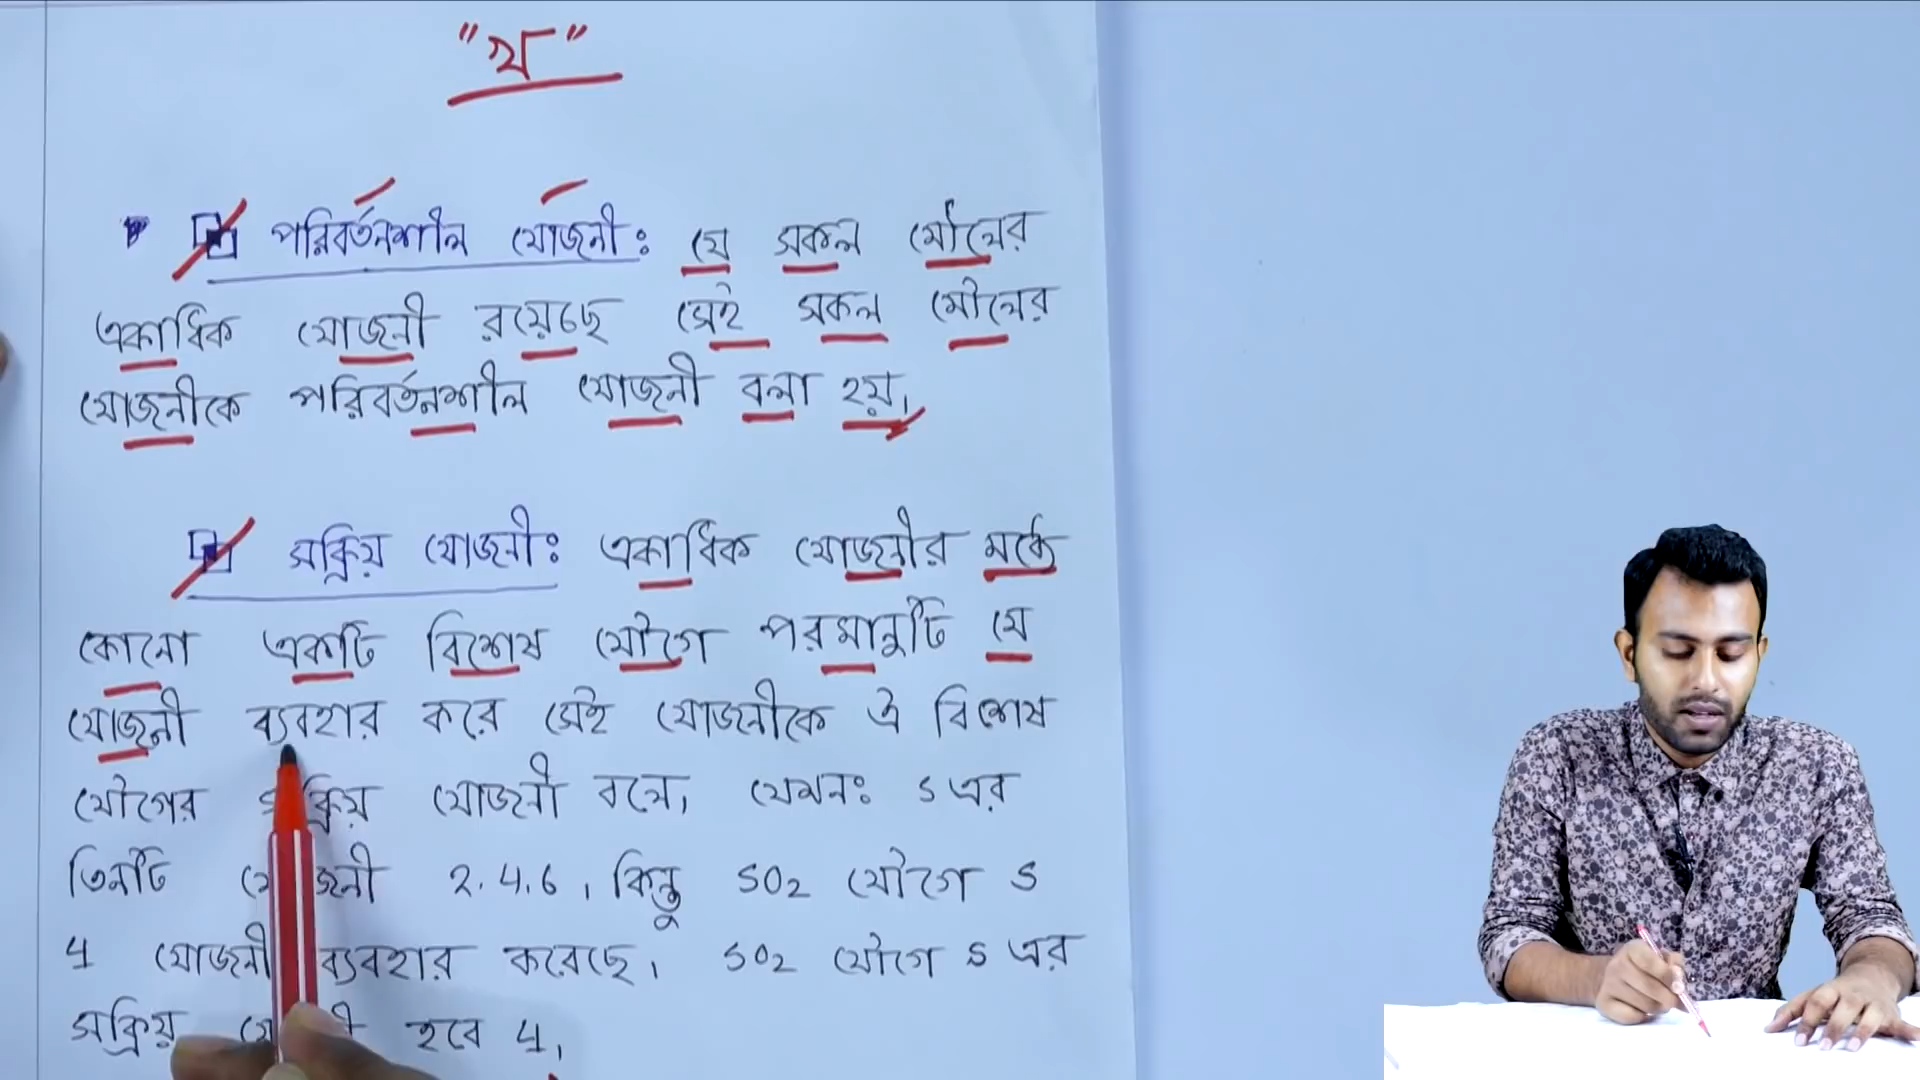 "খ"
পরিবর্তনশীল যোজনী: যে সকল মৌলের
একাধিক যোজনী রয়েছে সেই সকল মৌলের
যোজনীকে পরিবর্তনশীল যোজনী বলা হয়।
সক্রিয় যোজনী: একাধিক যোজনীর মধ্যে
কোনো একটি বিশেষ যৌগে পরমানুটি যে
যোজনী ব্যবহার করে সেই যোজনীকে ঐ বিশেষ
যৌগের সক্রিয় যোজনী বলে। যেমন: S এর
তিনটি যোজনী 2.4.6। কিন্তু SO₂ যৌগে S
4 যোজনী ব্যবহার করেছে। SO₂ যৌগে S এর
সক্রিয় হবে 4।